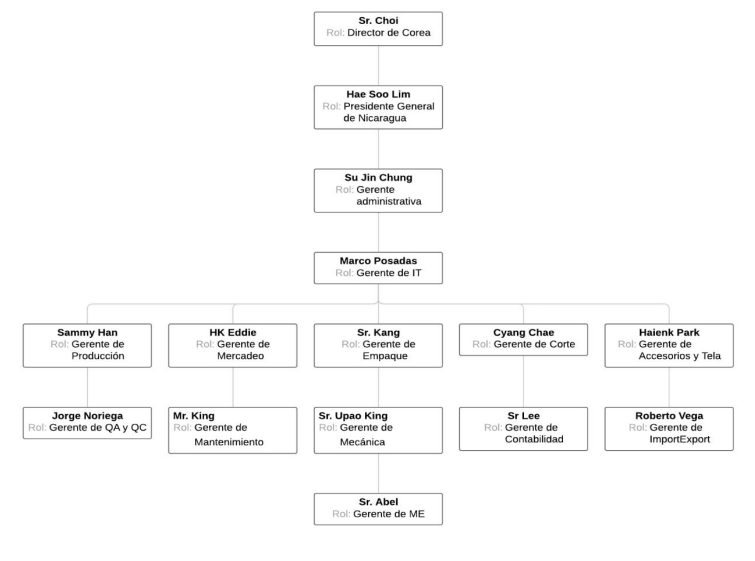 Sr. Choi
Rol: Director de Corea
Hae Soo Lim
Rol: Presidente General
de Nicaragua
Su Jin Chung
Rol: Gerente
administrativa
Marco Posadas
Rol: Gerente de IT
Sammy Han
Rol: Gerente de
Producción
HK Eddie
Rol: Gerente de
Mercadeo
Sr. Kang
Rol: Gerente de
Empaque
Cyang Chae
Rol: Gerente de Corte
Haienk Park
Rol: Gerente de
Accesorios y Tela
Jorge Noriega
Rol: Gerente de QA y QC
Mr. King
Rol: Gerente de
Mantenimiento
Sr. Upao King
Rol: Gerente de
Mecánica
Sr Lee
Rol: Gerente de
Contabilidad
Roberto Vega
Rol: Gerente de
ImportExport
Sr. Abel
Rol: Gerente de ME